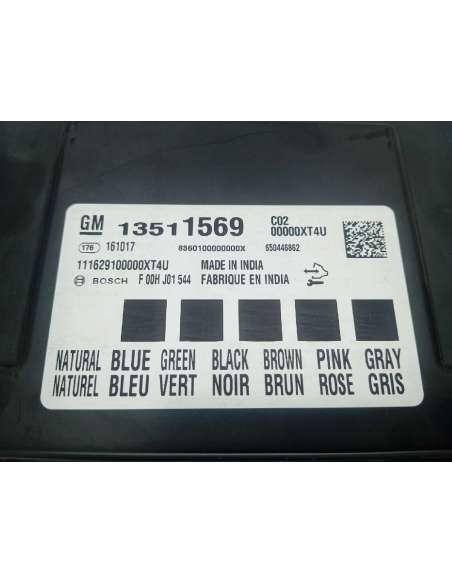 GM 13511569 C02
00000XT4U
176 161017 836010000000X 650446862
111629100000XT4U MADE IN INDIA
BOSCH F 00H J01 544 FABRIQUE EN INDIA
NATURAL BLUE GREEN BLACK BROWN PINK GRAY
NATUREL BLEU VERT NOIR BRUN ROSE GRIS